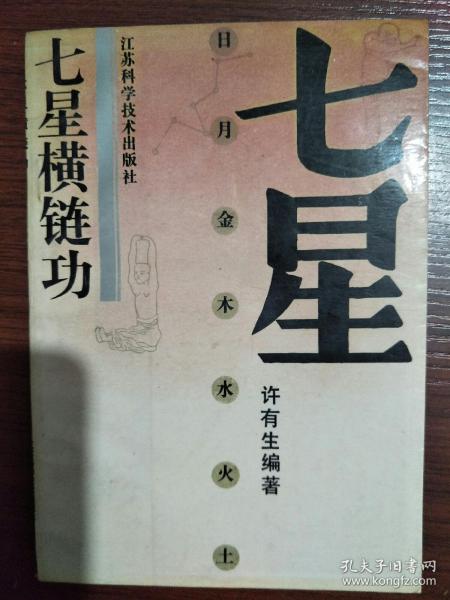 七星横链功
江苏科学技术出版社
日月金木水火土
七星
许有生编著
孔夫子旧书网
www.kongfz.com